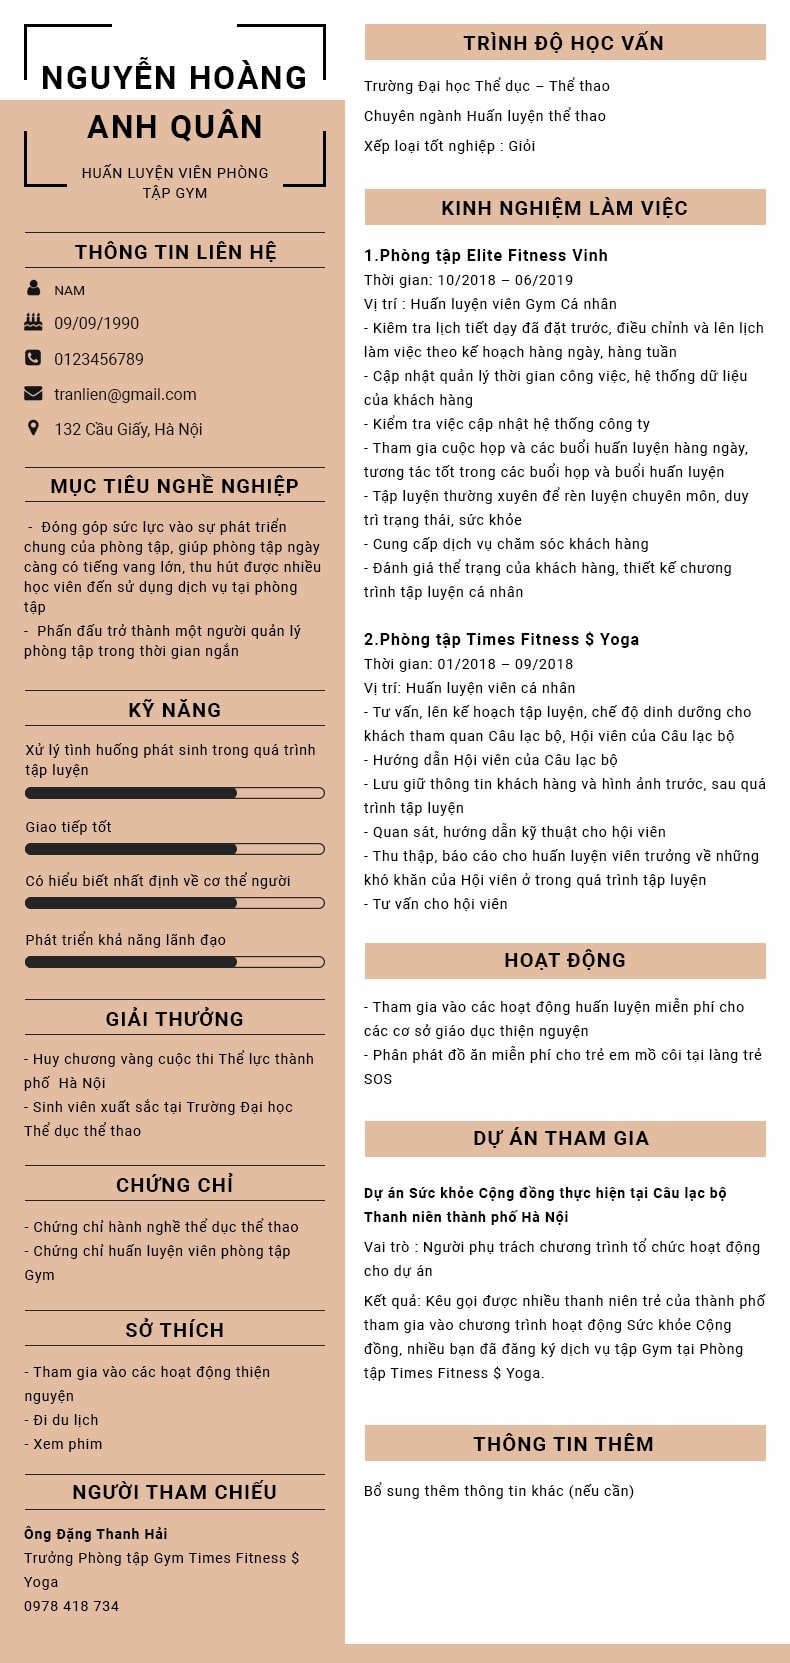 NGUYỄN HOÀNG
ANH QUÂN
HUẤN LUYỆN VIÊN PHÒNG
TẬP GYM
THÔNG TIN LIÊN HỆ
NAM
09/09/1990
0123456789
tranlien@gmail.com
132 Cầu Giấy, Hà Nội
MỤC TIÊU NGHỀ NGHIỆP
- Đóng góp sức lực vào sự phát triển
chung của phòng tập, giúp phòng tập ngày
càng có tiếng vang lớn, thu hút được nhiều
học viên đến sử dụng dịch vụ tại phòng
tập
- Phấn đấu trở thành một người quản lý
phòng tập trong thời gian ngắn
KỸ NĂNG
Xử lý tình huống phát sinh trong quá trình
tập luyện
Giao tiếp tốt
Có hiểu biết nhất định về cơ thể người
Phát triển khả năng lãnh đạo
GIẢI THƯỞNG
- Huy chương vàng cuộc thi Thể lực thành
phố Hà Nội
- Sinh viên xuất sắc tại Trường Đại học
Thể dục thể thao
CHỨNG CHỈ
- Chứng chỉ hành nghề thể dục thể thao
- Chứng chỉ huấn luyện viên phòng tập
Gym
SỞ THÍCH
- Tham gia vào các hoạt động thiện
nguyện
- Đi du lịch
- Xem phim
NGƯỜI THAM CHIẾU
Ông Đặng Thanh Hải
Trưởng Phòng tập Gym Times Fitness $
Yoga
0978 418 734
TRÌNH ĐỘ HỌC VẤN
Trường Đại học Thể dục – Thể thao
Chuyên ngành Huấn luyện thể thao
Xếp loại tốt nghiệp : Giỏi
KINH NGHIỆM LÀM VIỆC
1.Phòng tập Elite Fitness Vinh
Thời gian: 10/2018 – 06/2019
Vị trí : Huấn luyện viên Gym Cá nhân
- Kiêm tra lịch tiết dạy đã đặt trước, điều chỉnh và lên lịch
làm việc theo kế hoạch hàng ngày, hàng tuần
- Cập nhật quản lý thời gian công việc, hệ thống dữ liệu
của khách hàng
- Kiểm tra việc cập nhật hệ thống công ty
- Tham gia cuộc họp và các buổi huấn luyện hàng ngày,
tương tác tốt trong các buổi họp và buổi huấn luyện
- Tập luyện thường xuyên để rèn luyện chuyên môn, duy
trì trạng thái, sức khỏe
- Cung cấp dịch vụ chăm sóc khách hàng
- Đánh giá thể trạng của khách hàng, thiết kế chương
trình tập luyện cá nhân
2.Phòng tập Times Fitness $ Yoga
Thời gian: 01/2018 – 09/2018
Vị trí: Huấn luyện viên cá nhân
- Tư vấn, lên kế hoạch tập luyện, chế độ dinh dưỡng cho
khách tham quan Câu lạc bộ, Hội viên của Câu lạc bộ
- Hướng dẫn Hội viên của Câu lạc bộ
- Lưu giữ thông tin khách hàng và hình ảnh trước, sau quá
trình tập luyện
- Quan sát, hướng dẫn kỹ thuật cho hội viên
- Thu thập, báo cáo cho huấn luyện viên trưởng về những
khó khăn của Hội viên ở trong quá trình tập luyện
- Tư vấn cho hội viên
HOẠT ĐỘNG
- Tham gia vào các hoạt động huấn luyện miễn phí cho
các cơ sở giáo dục thiện nguyện
- Phân phát đồ ăn miễn phí cho trẻ em mồ côi tại làng trẻ
SOS
DỰ ÁN THAM GIA
Dự án Sức khỏe Cộng đồng thực hiện tại Câu lạc bộ
Thanh niên thành phố Hà Nội
Vai trò : Người phụ trách chương trình tổ chức hoạt động
cho dự án
Kết quả: Kêu gọi được nhiều thanh niên trẻ của thành phố
tham gia vào chương trình hoạt động Sức khỏe Cộng
đồng, nhiều bạn đã đăng ký dịch vụ tập Gym tại Phòng
tập Times Fitness $ Yoga.
THÔNG TIN THÊM
Bổ sung thêm thông tin khác (nếu cần)